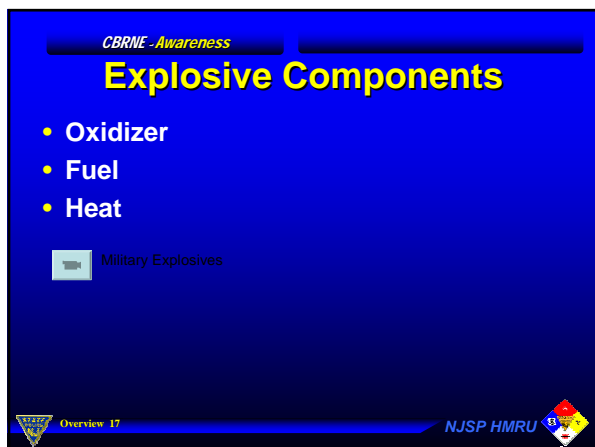 CBRNE - Awareness
Explosive Components
• Oxidizer
• Fuel
• Heat
Military Explosives
Overview 17
NJSP HMRU